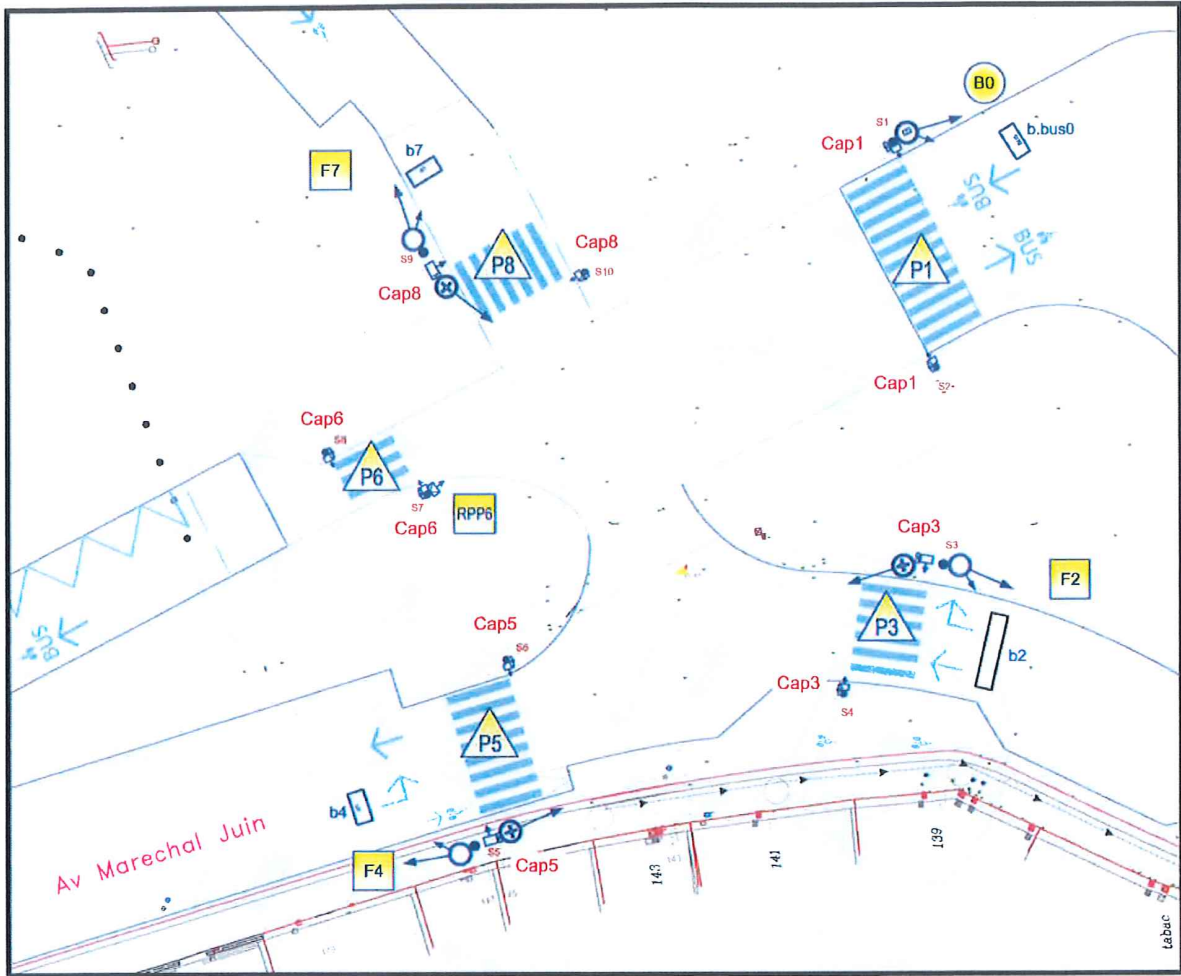 B0
S1
b.bus0
Cap1
b7
F7
BUS
BUS
P8
Cap8
S10
S9
P1
Cap8
Cap1
S2
Cap6
S8
P6
S7
RPP6
Cap6
Cap3
S3
F2
P3
b2
Cap5
S6
Cap3
S4
BUS
P5
b4
Av Marechal Juin
S5
F4
Cap5
143
141
139
tabac